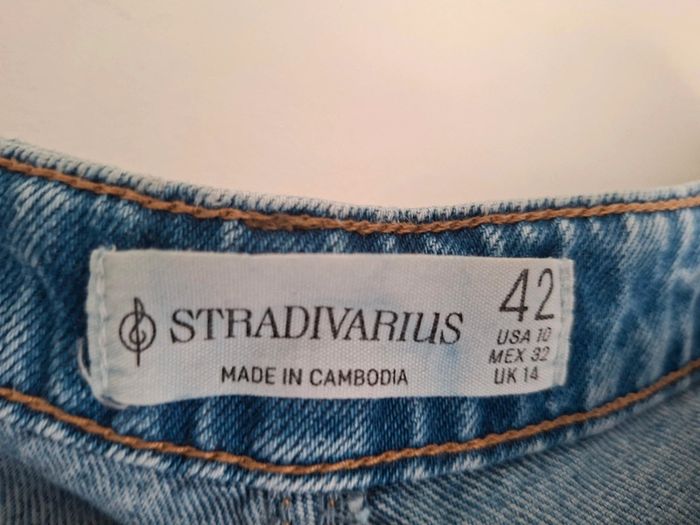 STRADIVARIUS
MADE IN CAMBODIA
42
USA 10
MEX 32
UK 14